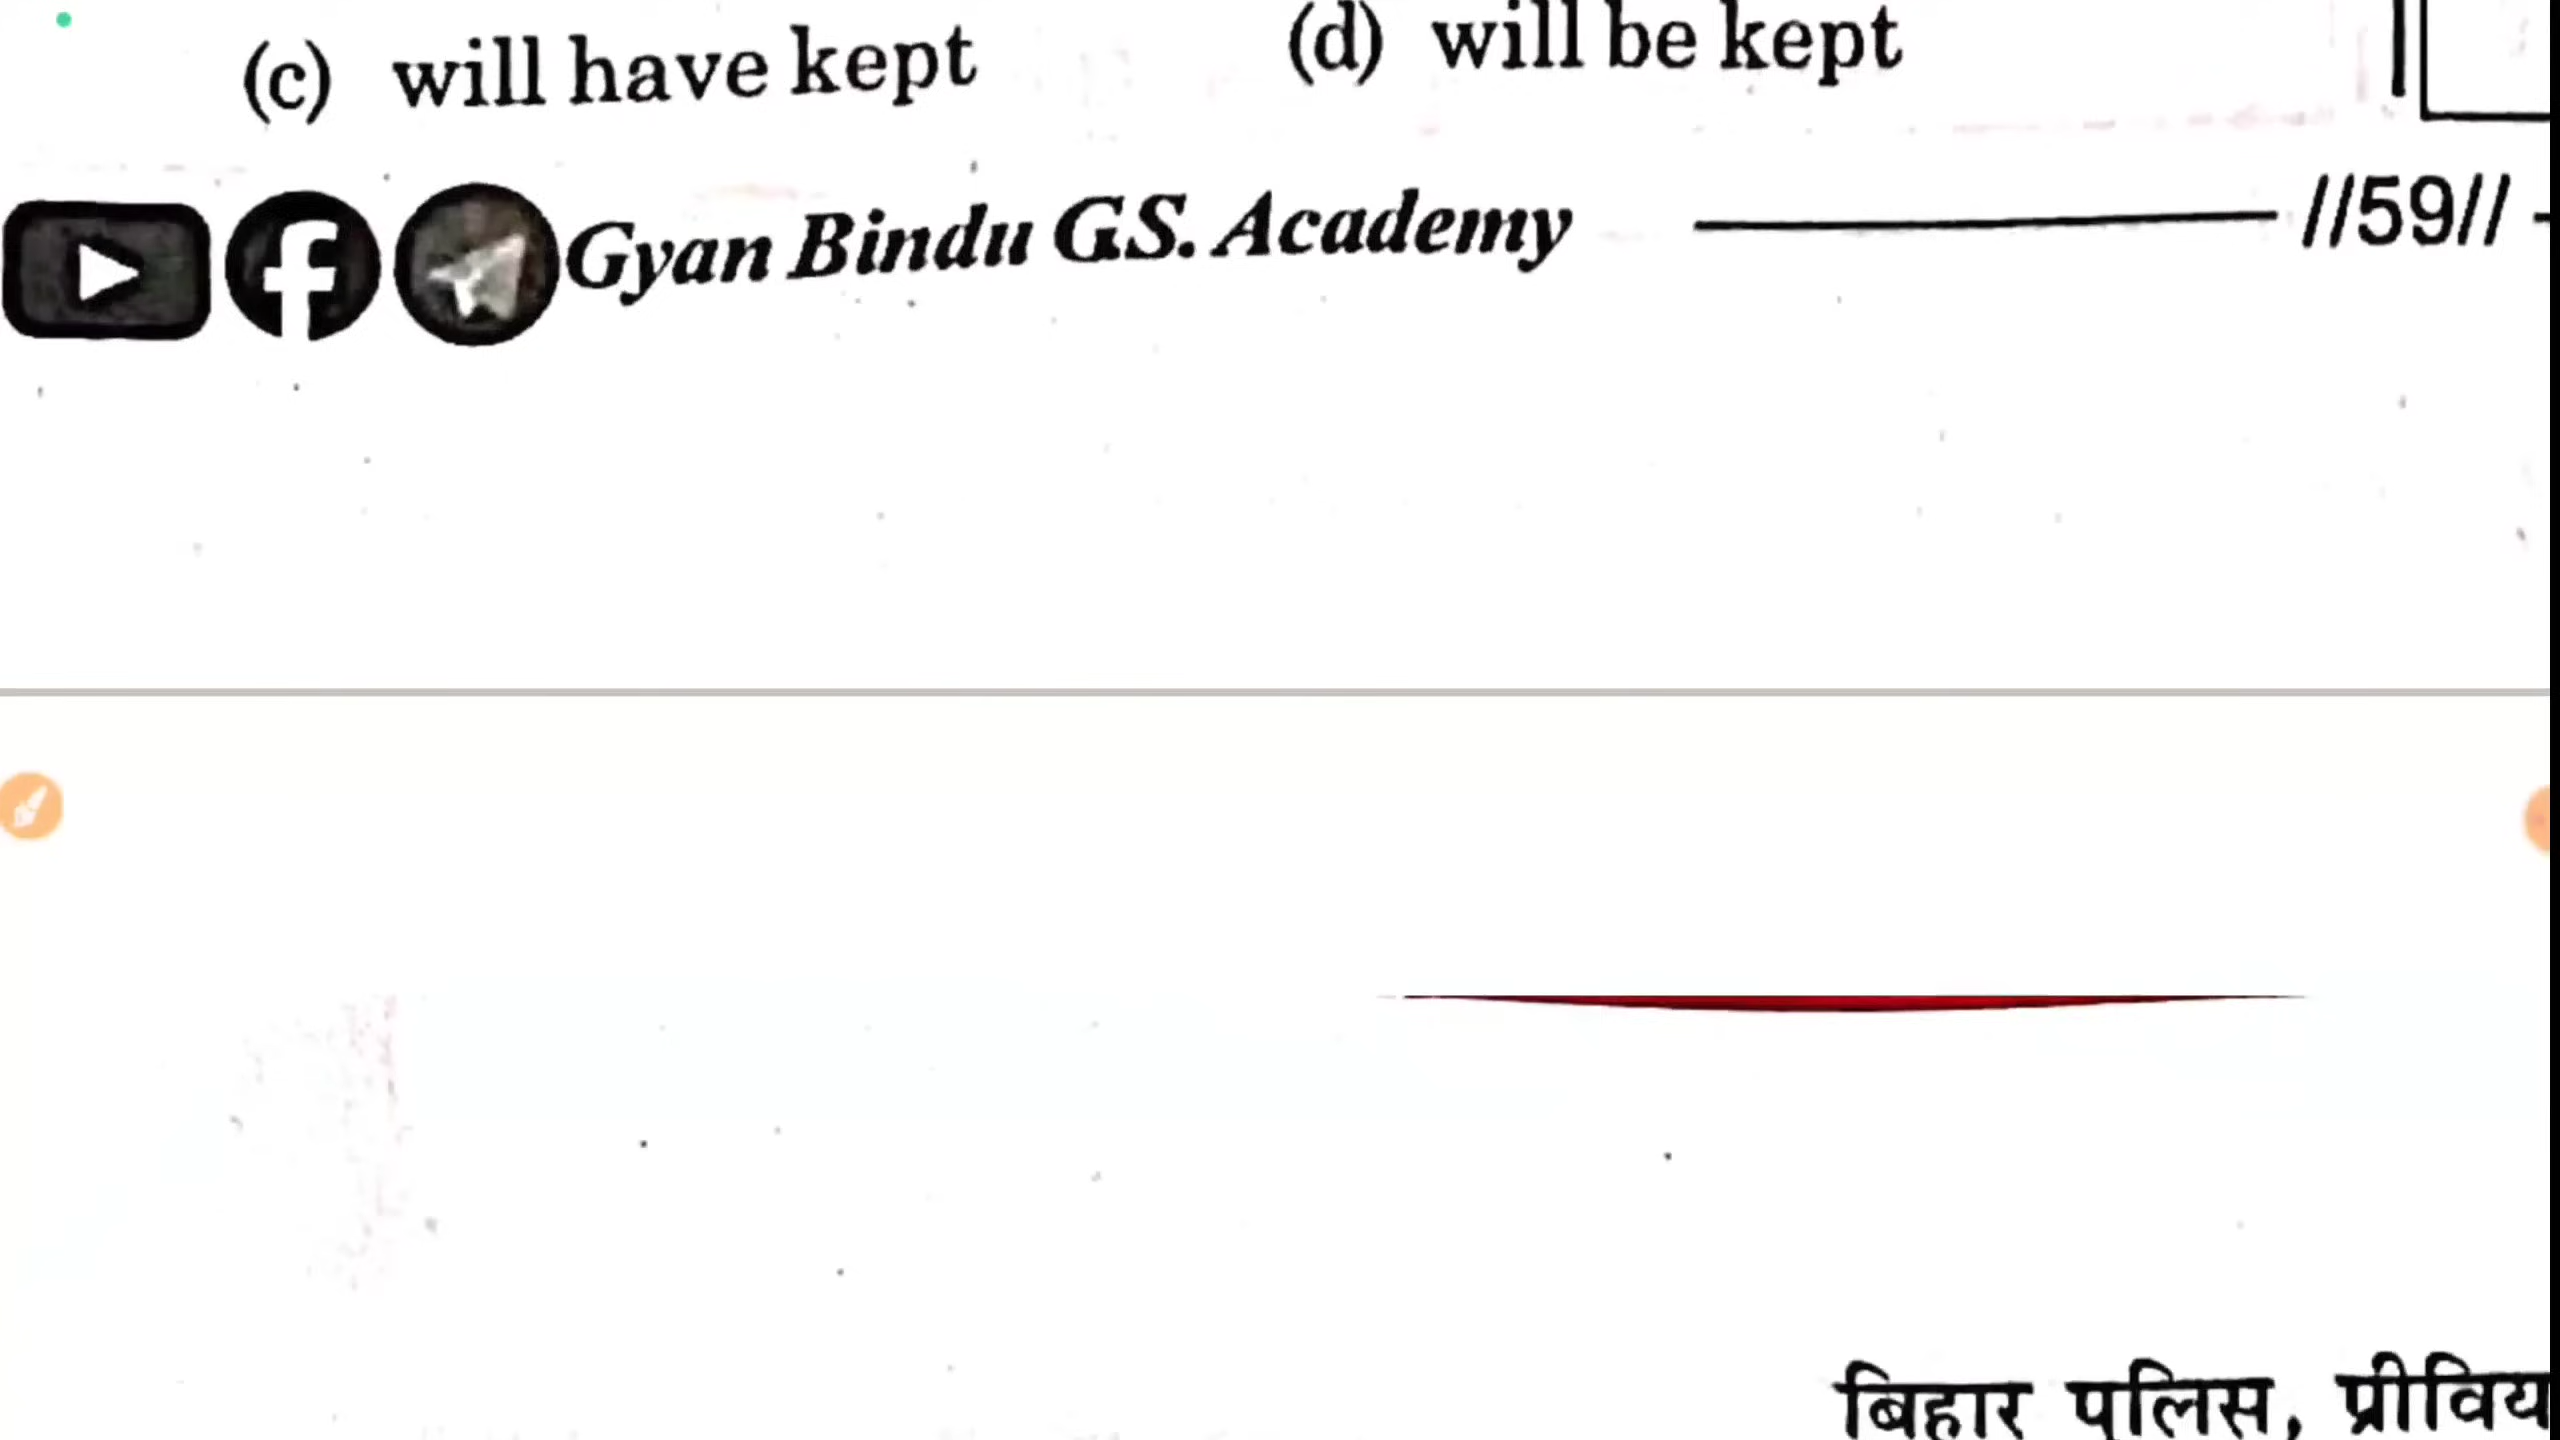 (c) will have kept (d) will be kept
Gyan Bindu G.S. Academy //59//
बिहार पुलिस,